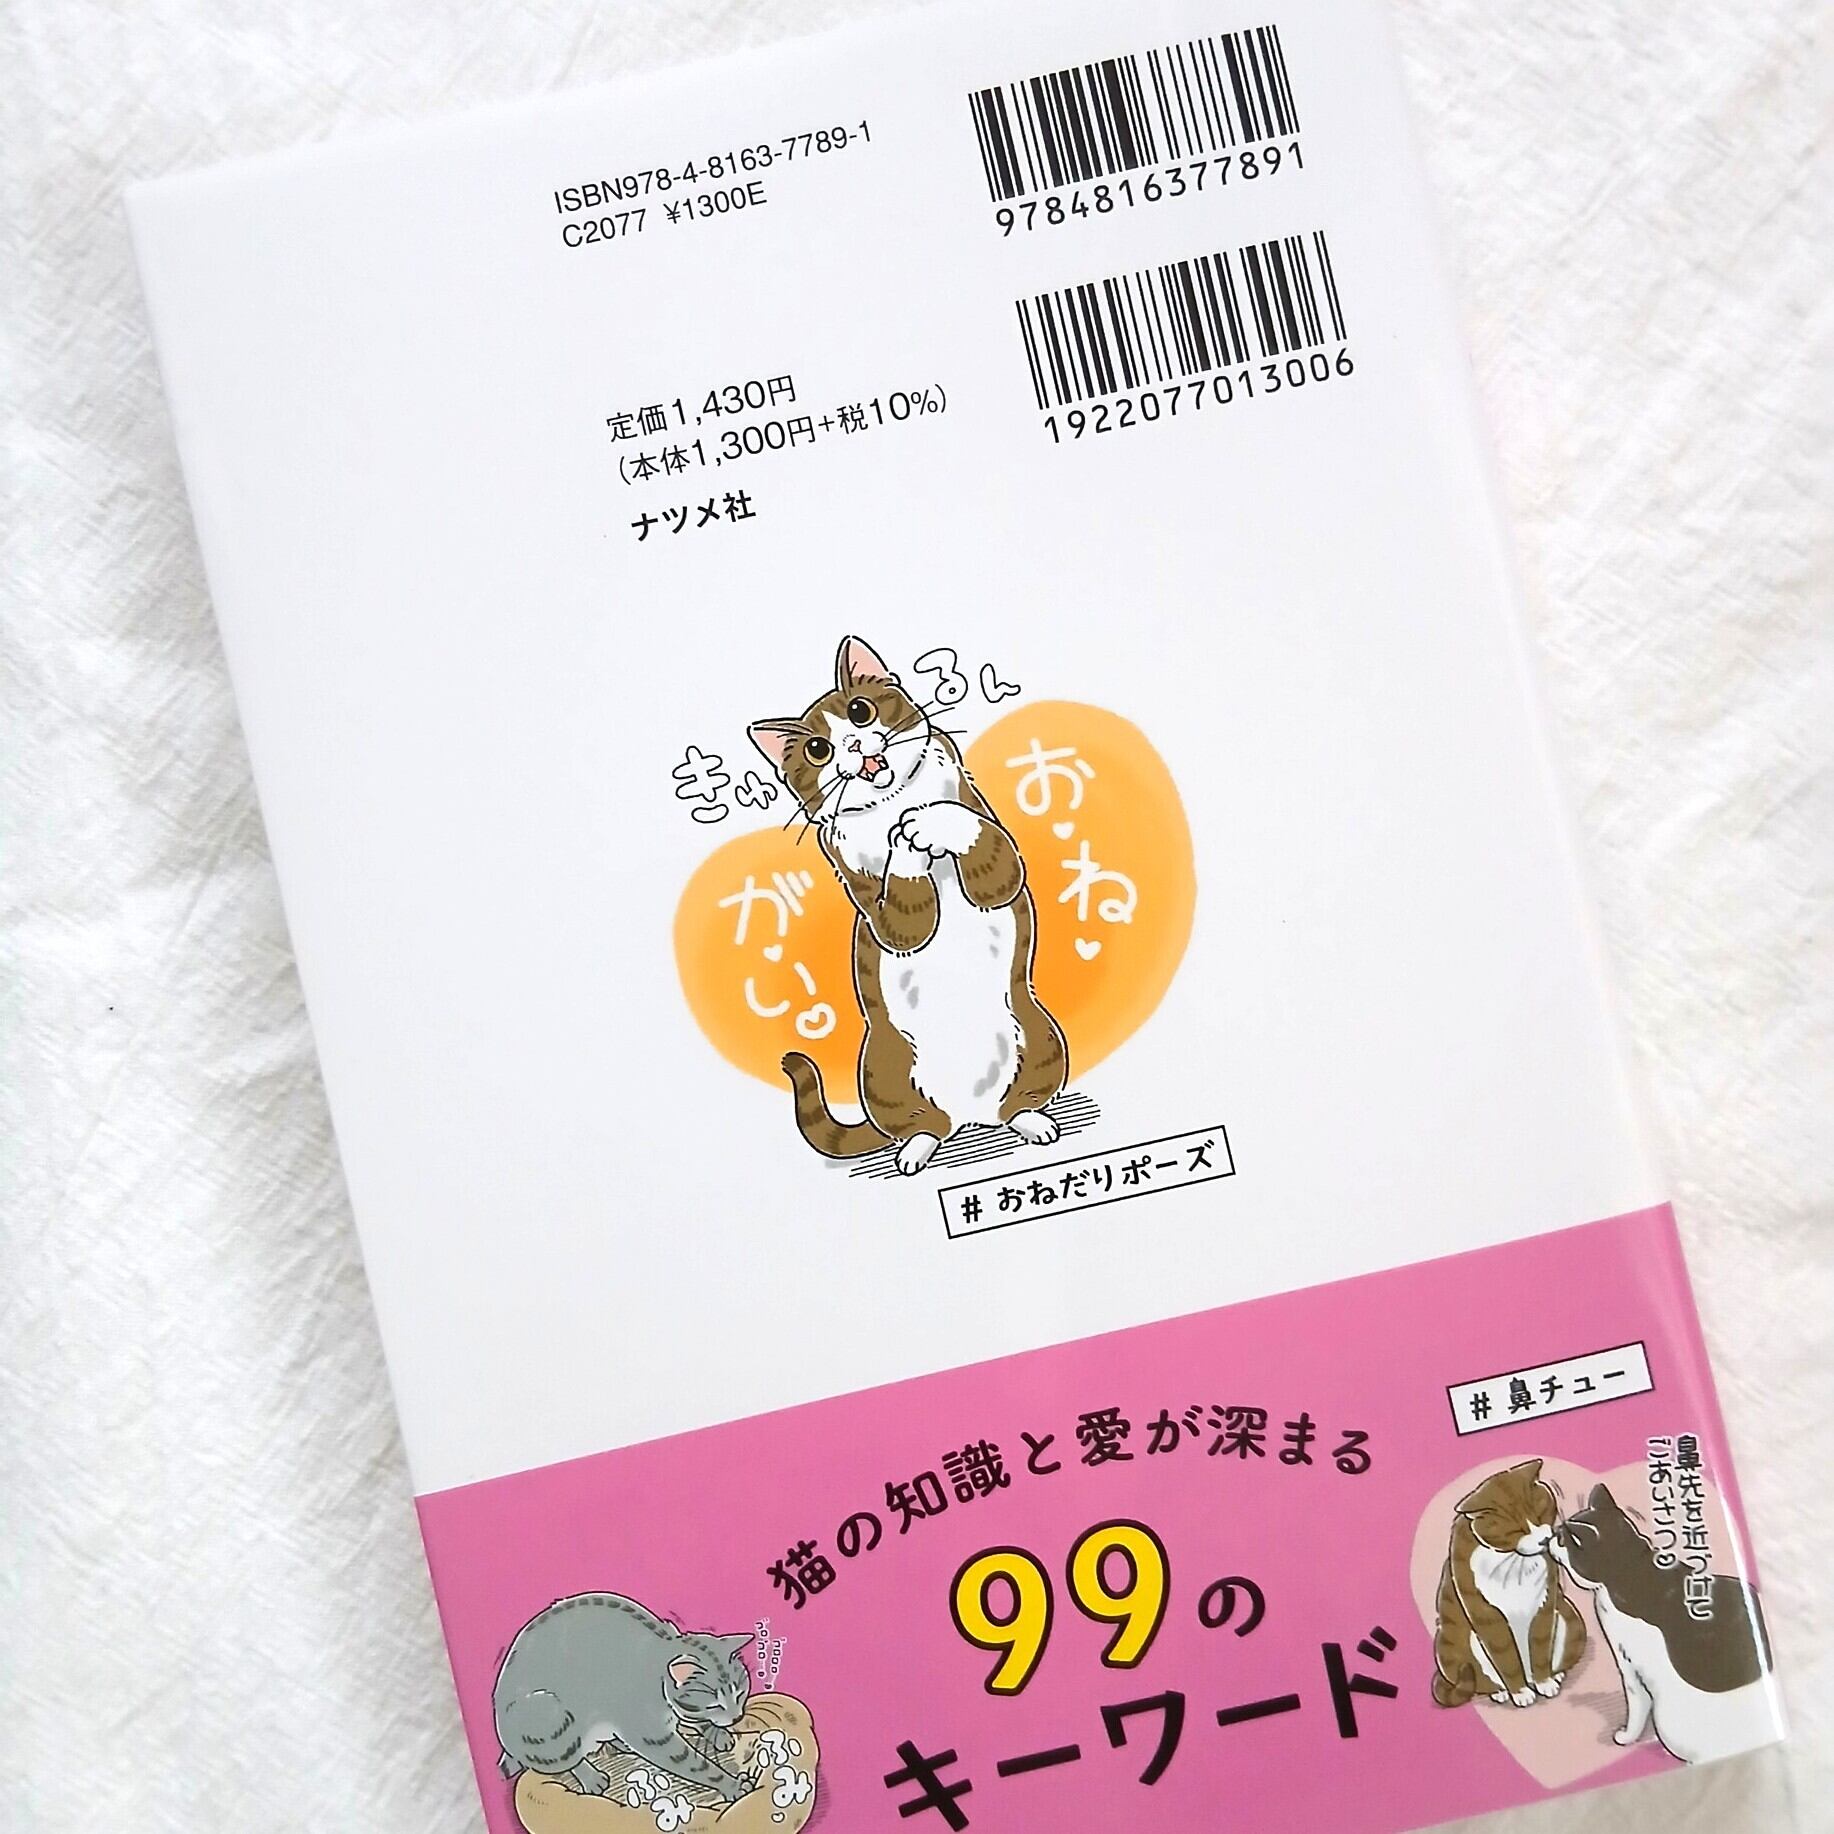 ISBN978-4-8163-7789-1
C2077 ¥1300E
9784816377891
1922077013006
定価1,430円
(本体1,300円+税10%)
ナツメ社
きゅるん
お♥ね♥
が♥い♡
# おねだりポーズ
# 鼻チュー
鼻先を近づけて
ごあいさつ♡
猫の知識と愛が深まる
99の
キーワード